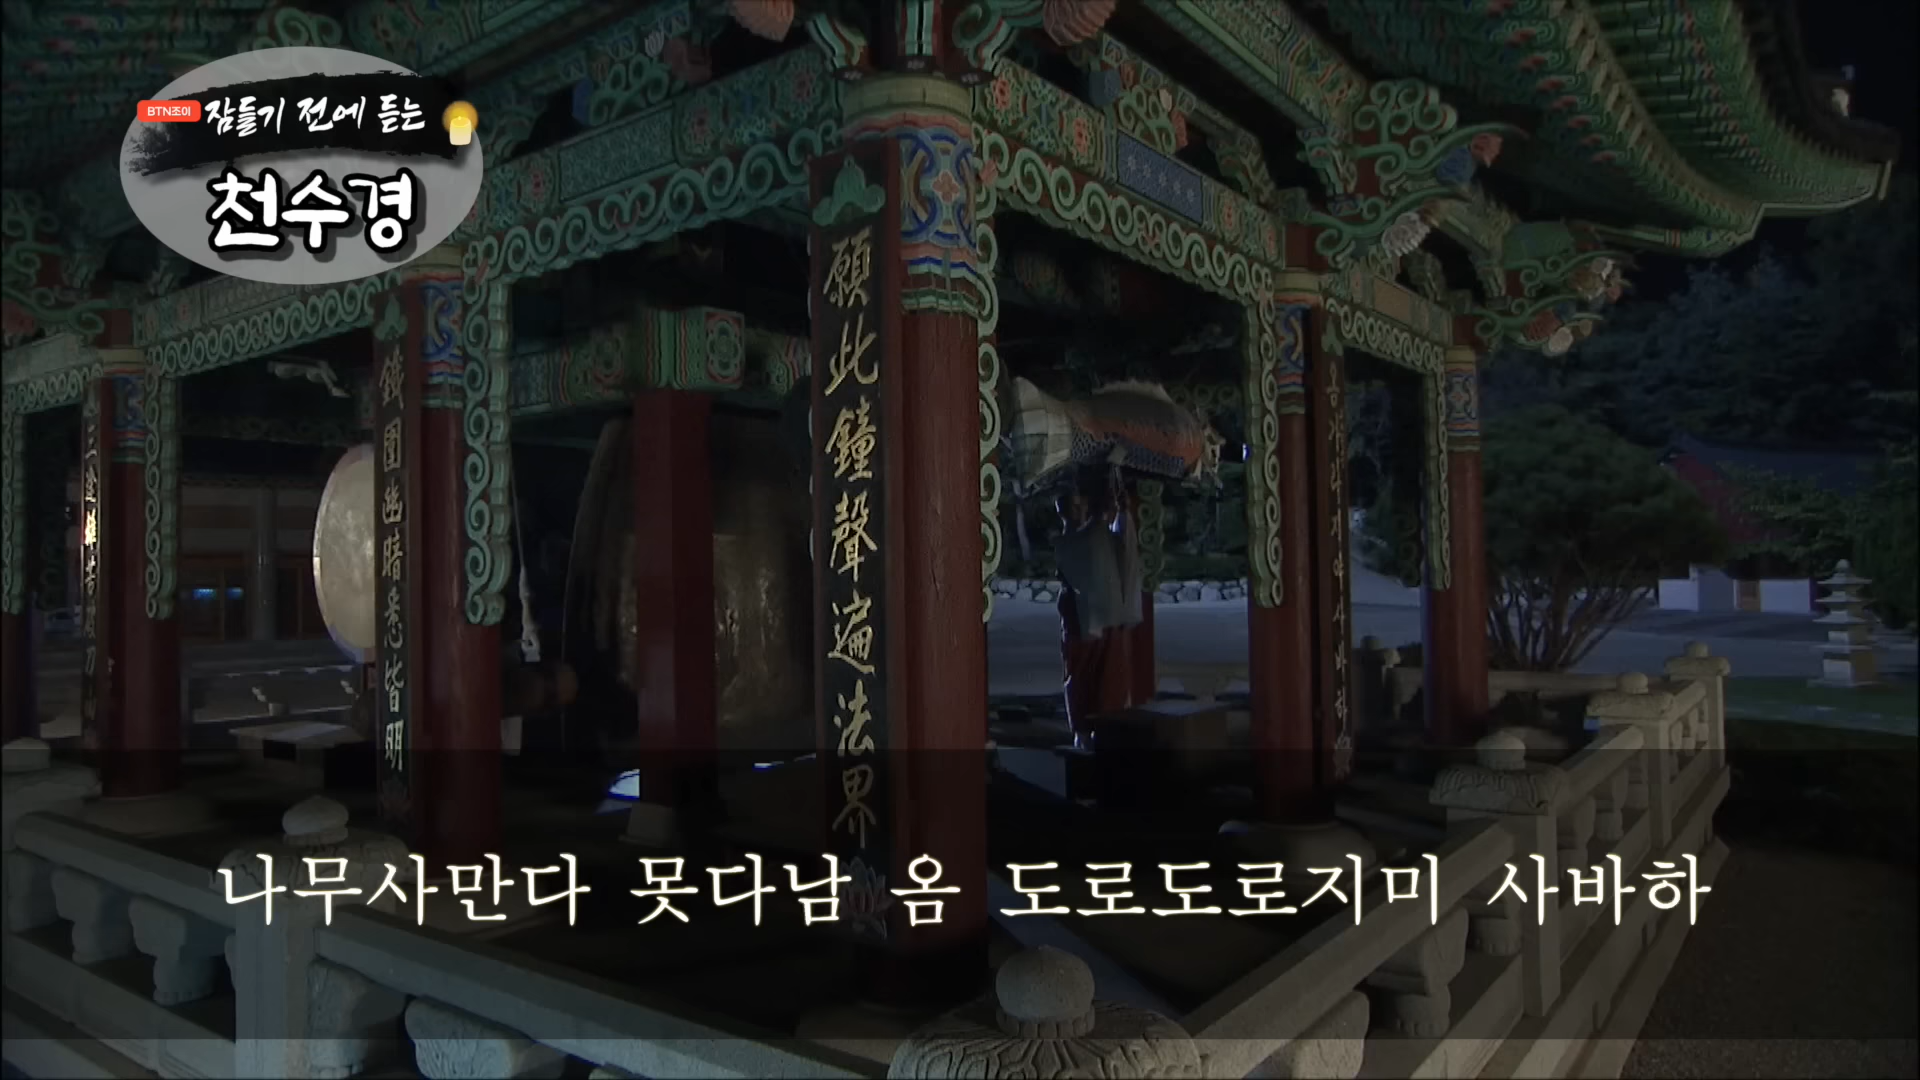 BTN조이 잠들기 전에 듣는
천수경
願此鐘聲遍法界
鐵圍幽暗悉皆明
나무사만다 못다남 옴 도로도로지미 사바하